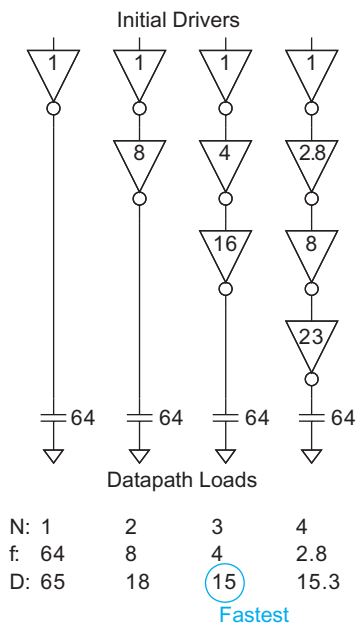 Initial Drivers
1 1 1 1
8 4 2.8
16 8
23
64 64 64 64
Datapath Loads
N: 1 2 3 4
f: 64 8 4 2.8
D: 65 18 15 15.3
Fastest